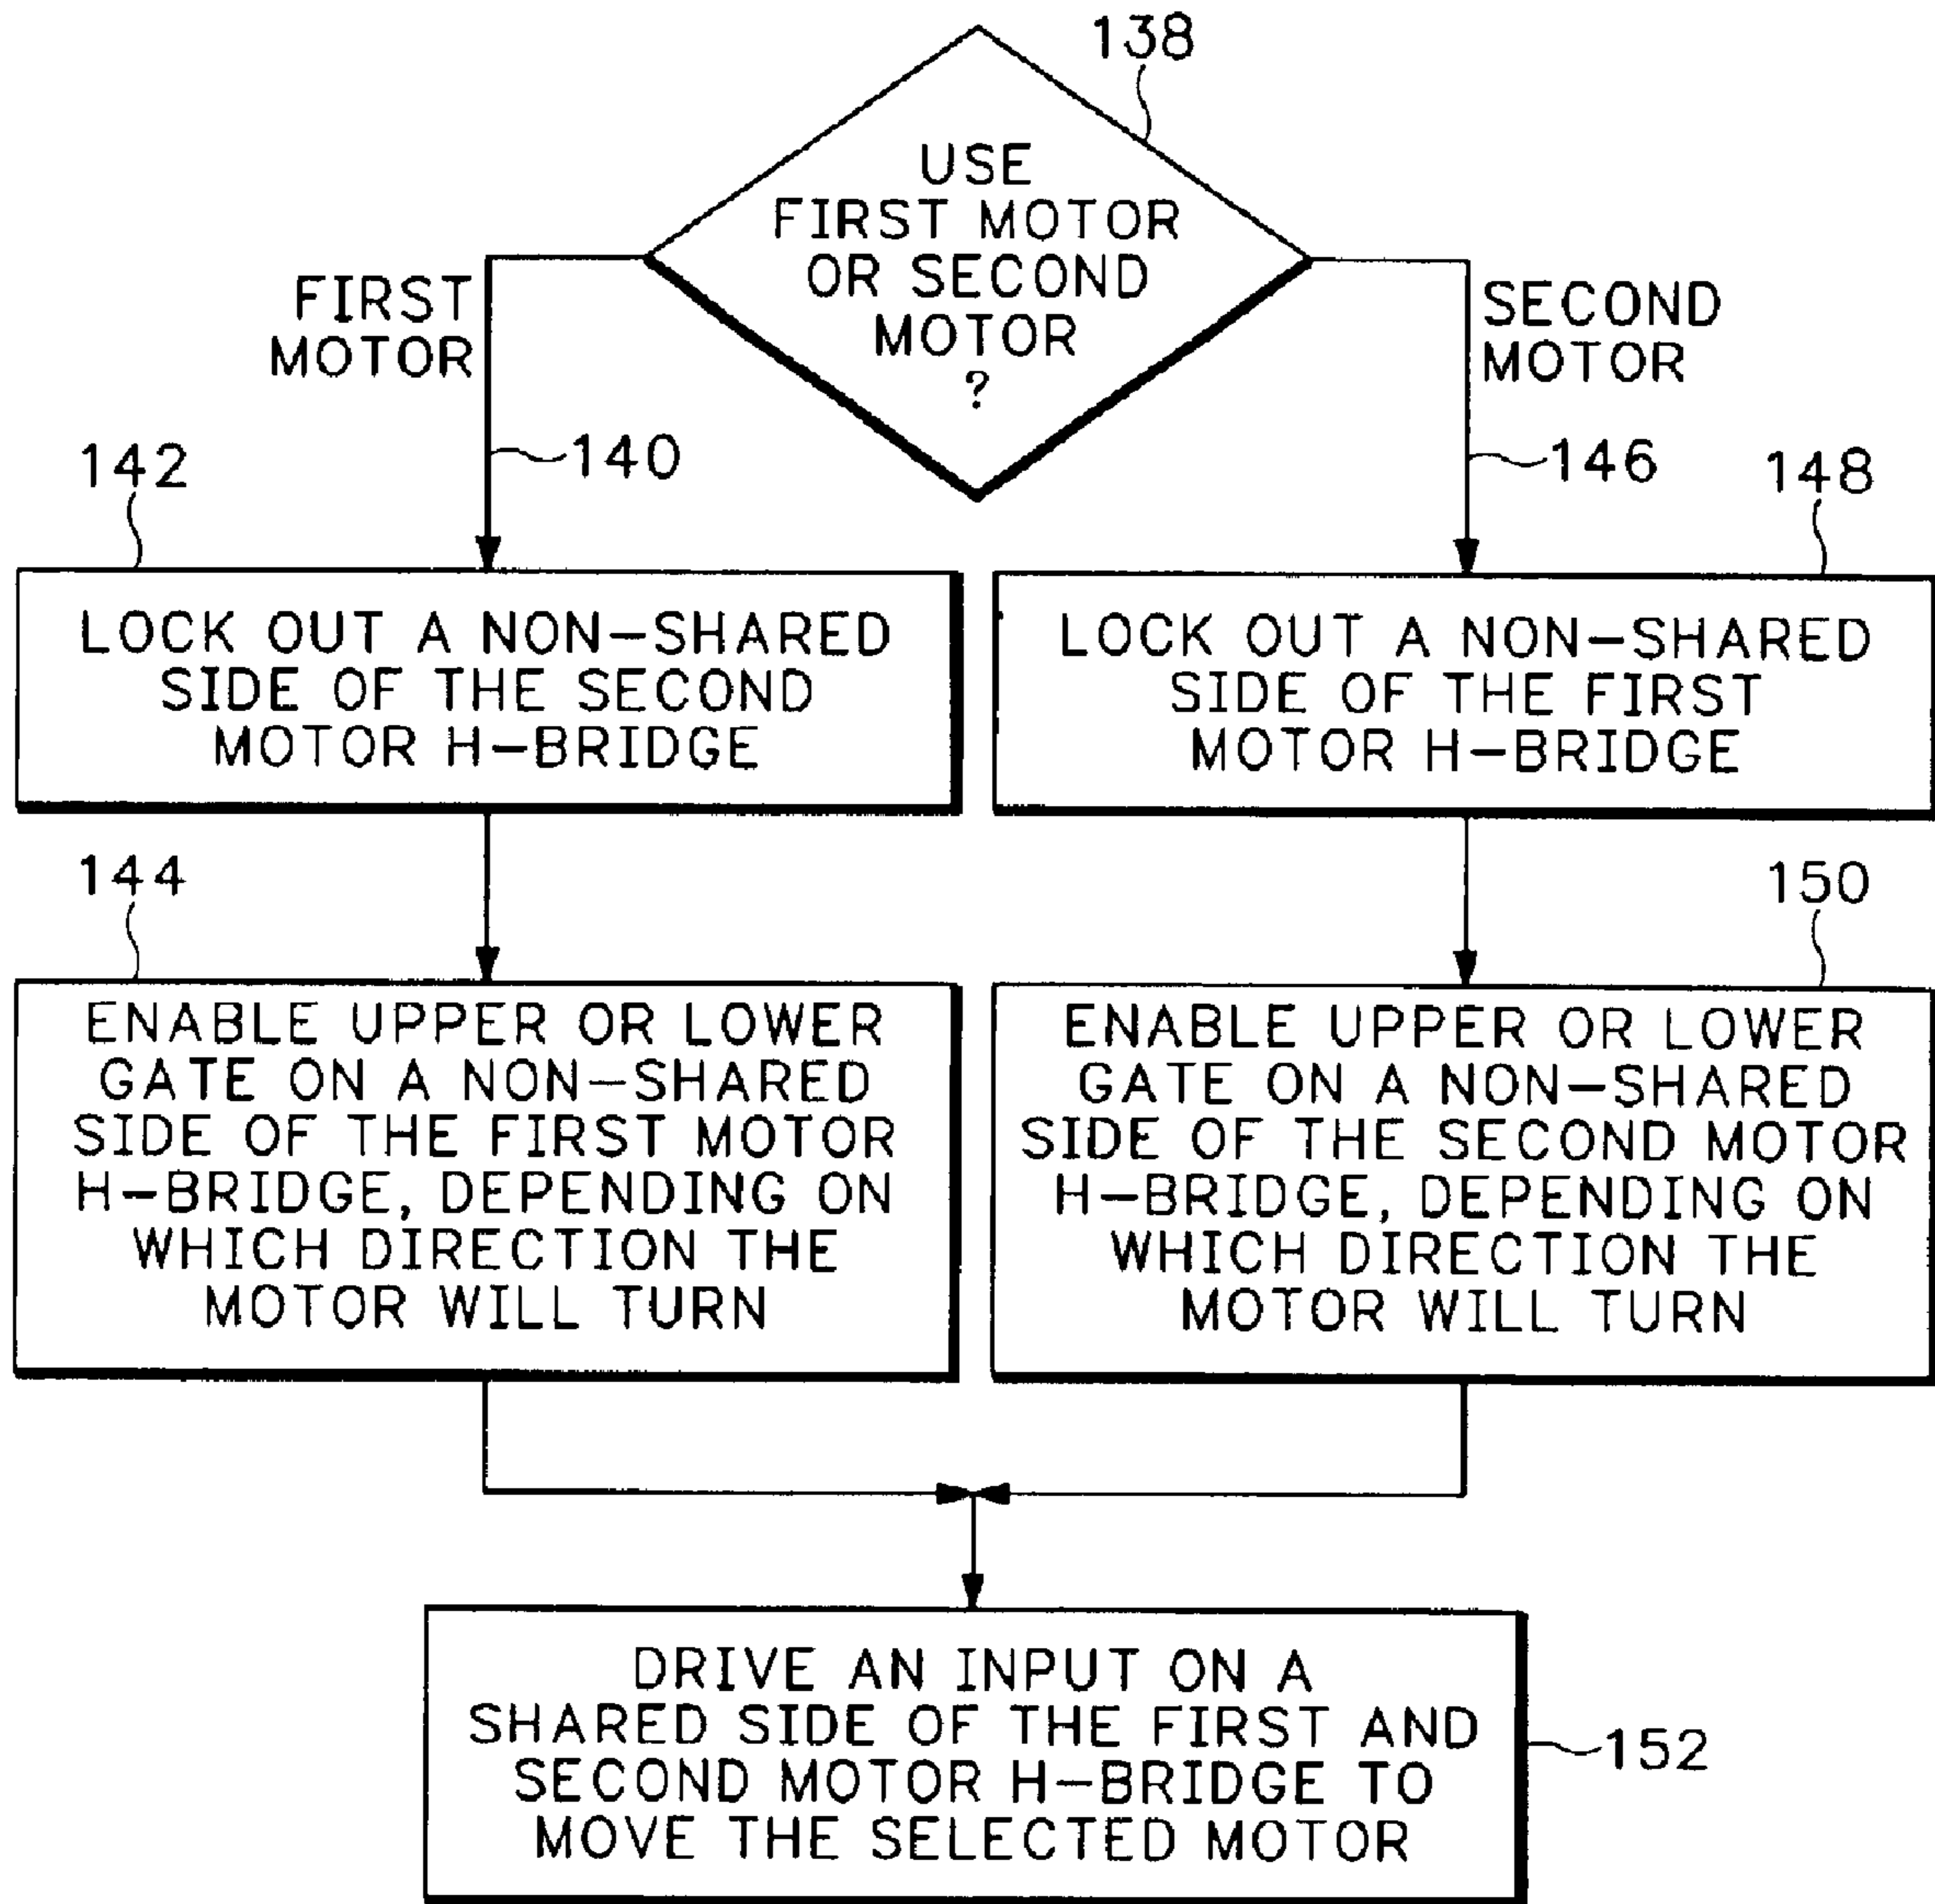 138
USE
FIRST MOTOR
OR SECOND
MOTOR
?
FIRST
MOTOR
SECOND
MOTOR
140
146
142
148
LOCK OUT A NON-SHARED
SIDE OF THE SECOND
MOTOR H-BRIDGE
LOCK OUT A NON-SHARED
SIDE OF THE FIRST
MOTOR H-BRIDGE
144
150
ENABLE UPPER OR LOWER
GATE ON A NON-SHARED
SIDE OF THE FIRST MOTOR
H-BRIDGE, DEPENDING ON
WHICH DIRECTION THE
MOTOR WILL TURN
ENABLE UPPER OR LOWER
GATE ON A NON-SHARED
SIDE OF THE SECOND MOTOR
H-BRIDGE, DEPENDING ON
WHICH DIRECTION THE
MOTOR WILL TURN
DRIVE AN INPUT ON A
SHARED SIDE OF THE FIRST AND
SECOND MOTOR H-BRIDGE TO
MOVE THE SELECTED MOTOR
152